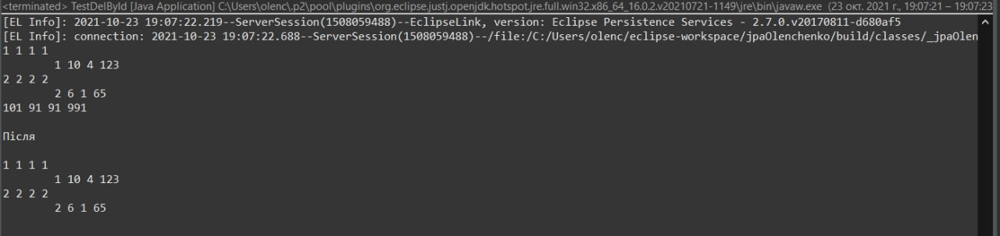 <terminated> TestDelById [Java Application] C:\Users\olenc\.p2\pool\plugins\org.eclipse.justj.openjdk.hotspot.jre.full.win32.x86_64_16.0.2.v20210721-1149\jre\bin\javaw.exe (23 окт. 2021 г., 19:07:21 – 19:07:23
[EL Info]: 2021-10-23 19:07:22.219--ServerSession(1508059488)--EclipseLink, version: Eclipse Persistence Services - 2.7.0.v20170811-d680af5
[EL Info]: connection: 2021-10-23 19:07:22.688--ServerSession(1508059488)--/file:/C:/Users/olenc/eclipse-workspace/jpaOlenchenko/build/classes/_jpaOlen
1 1 1 1
1 10 4 123
2 2 2 2
2 6 1 65
101 91 91 991
Після
1 1 1 1
1 10 4 123
2 2 2 2
2 6 1 65